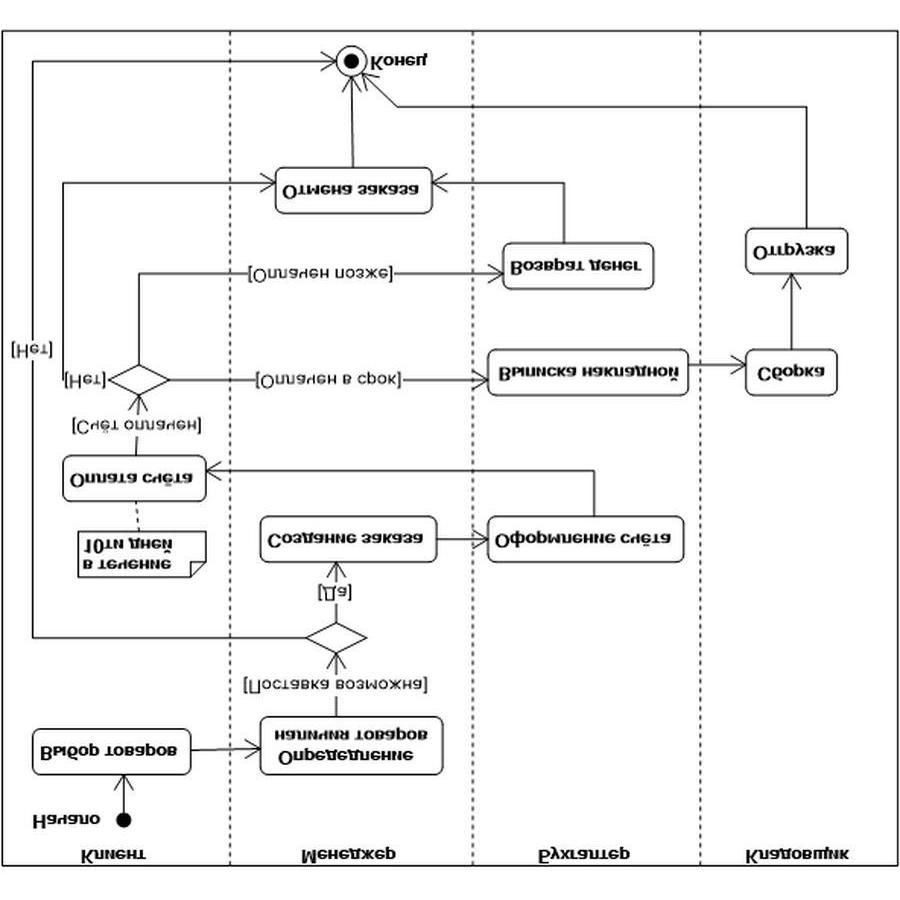 Клиент
Менеджер
Бухгалтер
Кладовщик
Начало
Выбор товаров
Определение
наличия товаров
[Поставка возможна]
[Да]
[Нет]
Создание заказа
Оформление счёта
в течение
10ти дней
Оплата счёта
[Счёт оплачен]
[Нет]
[Оплачен в срок]
Выписка накладной
Сборка
[Оплачен позже]
Возврат денег
Отгрузка
Отмена заказа
Конец